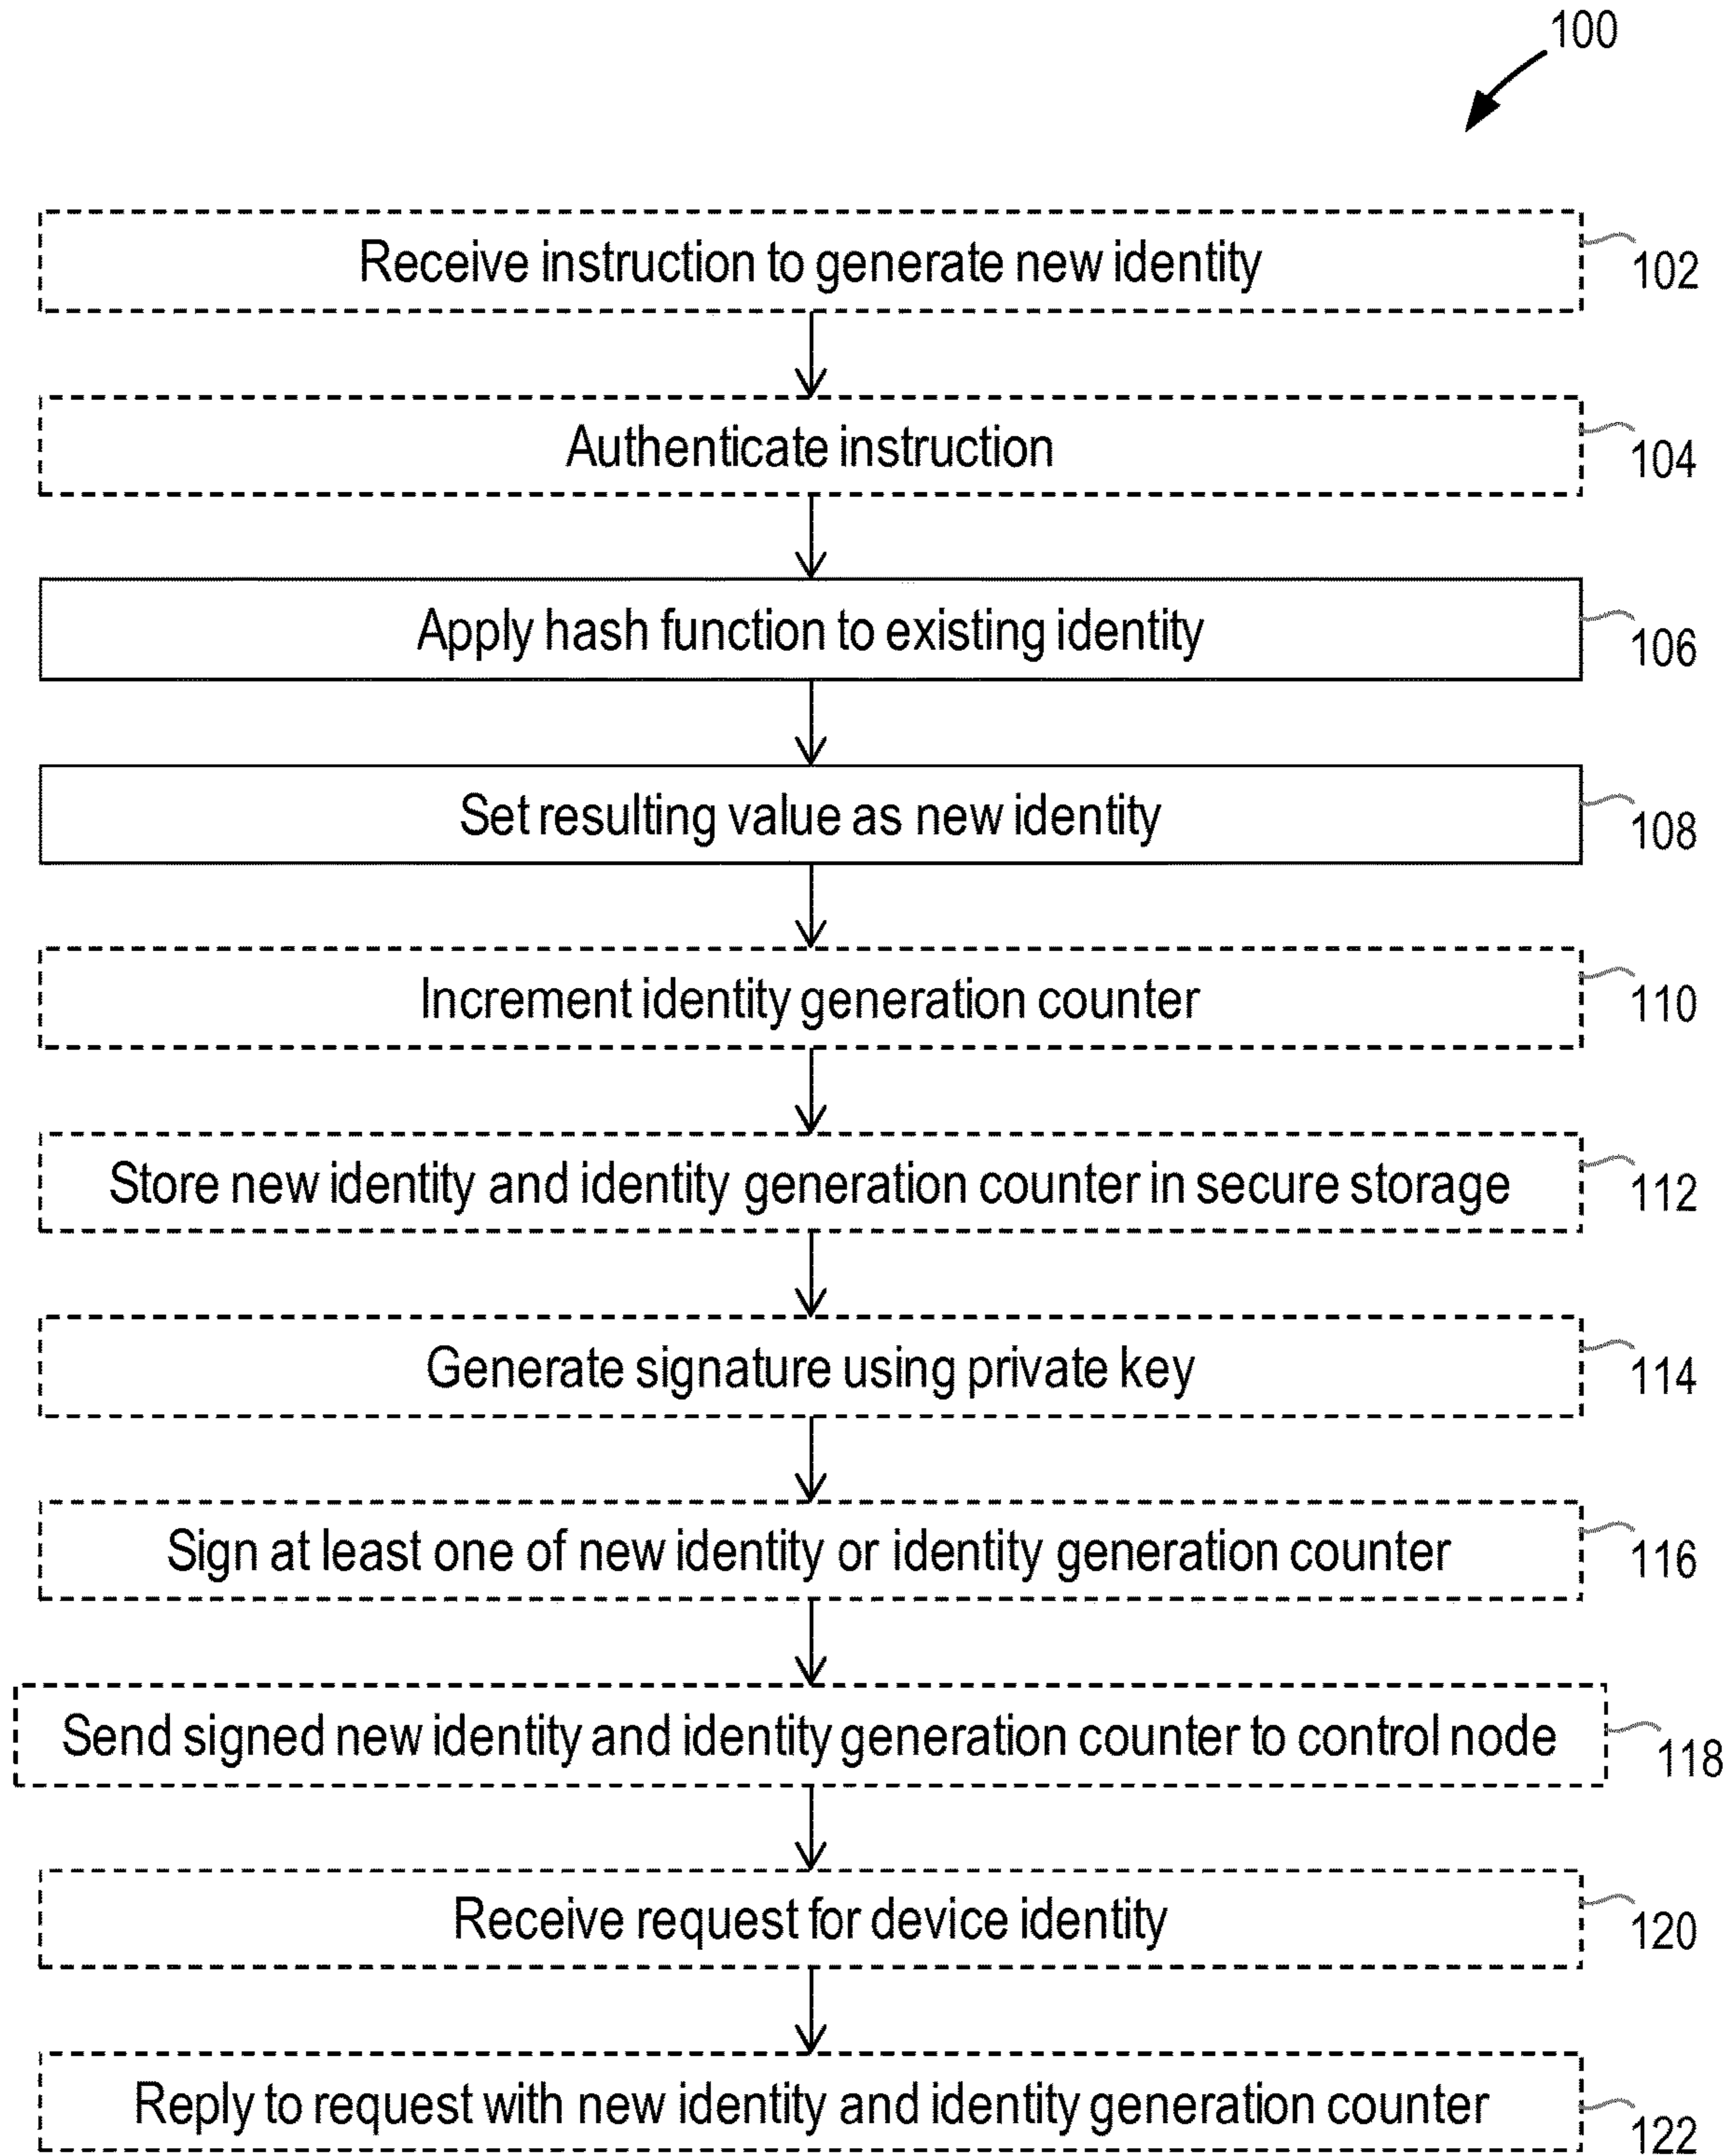 100
Receive instruction to generate new identity
102
Authenticate instruction
104
Apply hash function to existing identity
106
Set resulting value as new identity
108
Increment identity generation counter
110
Store new identity and identity generation counter in secure storage
112
Generate signature using private key
114
Sign at least one of new identity or identity generation counter
116
Send signed new identity and identity generation counter to control node
118
Receive request for device identity
120
Reply to request with new identity and identity generation counter
122